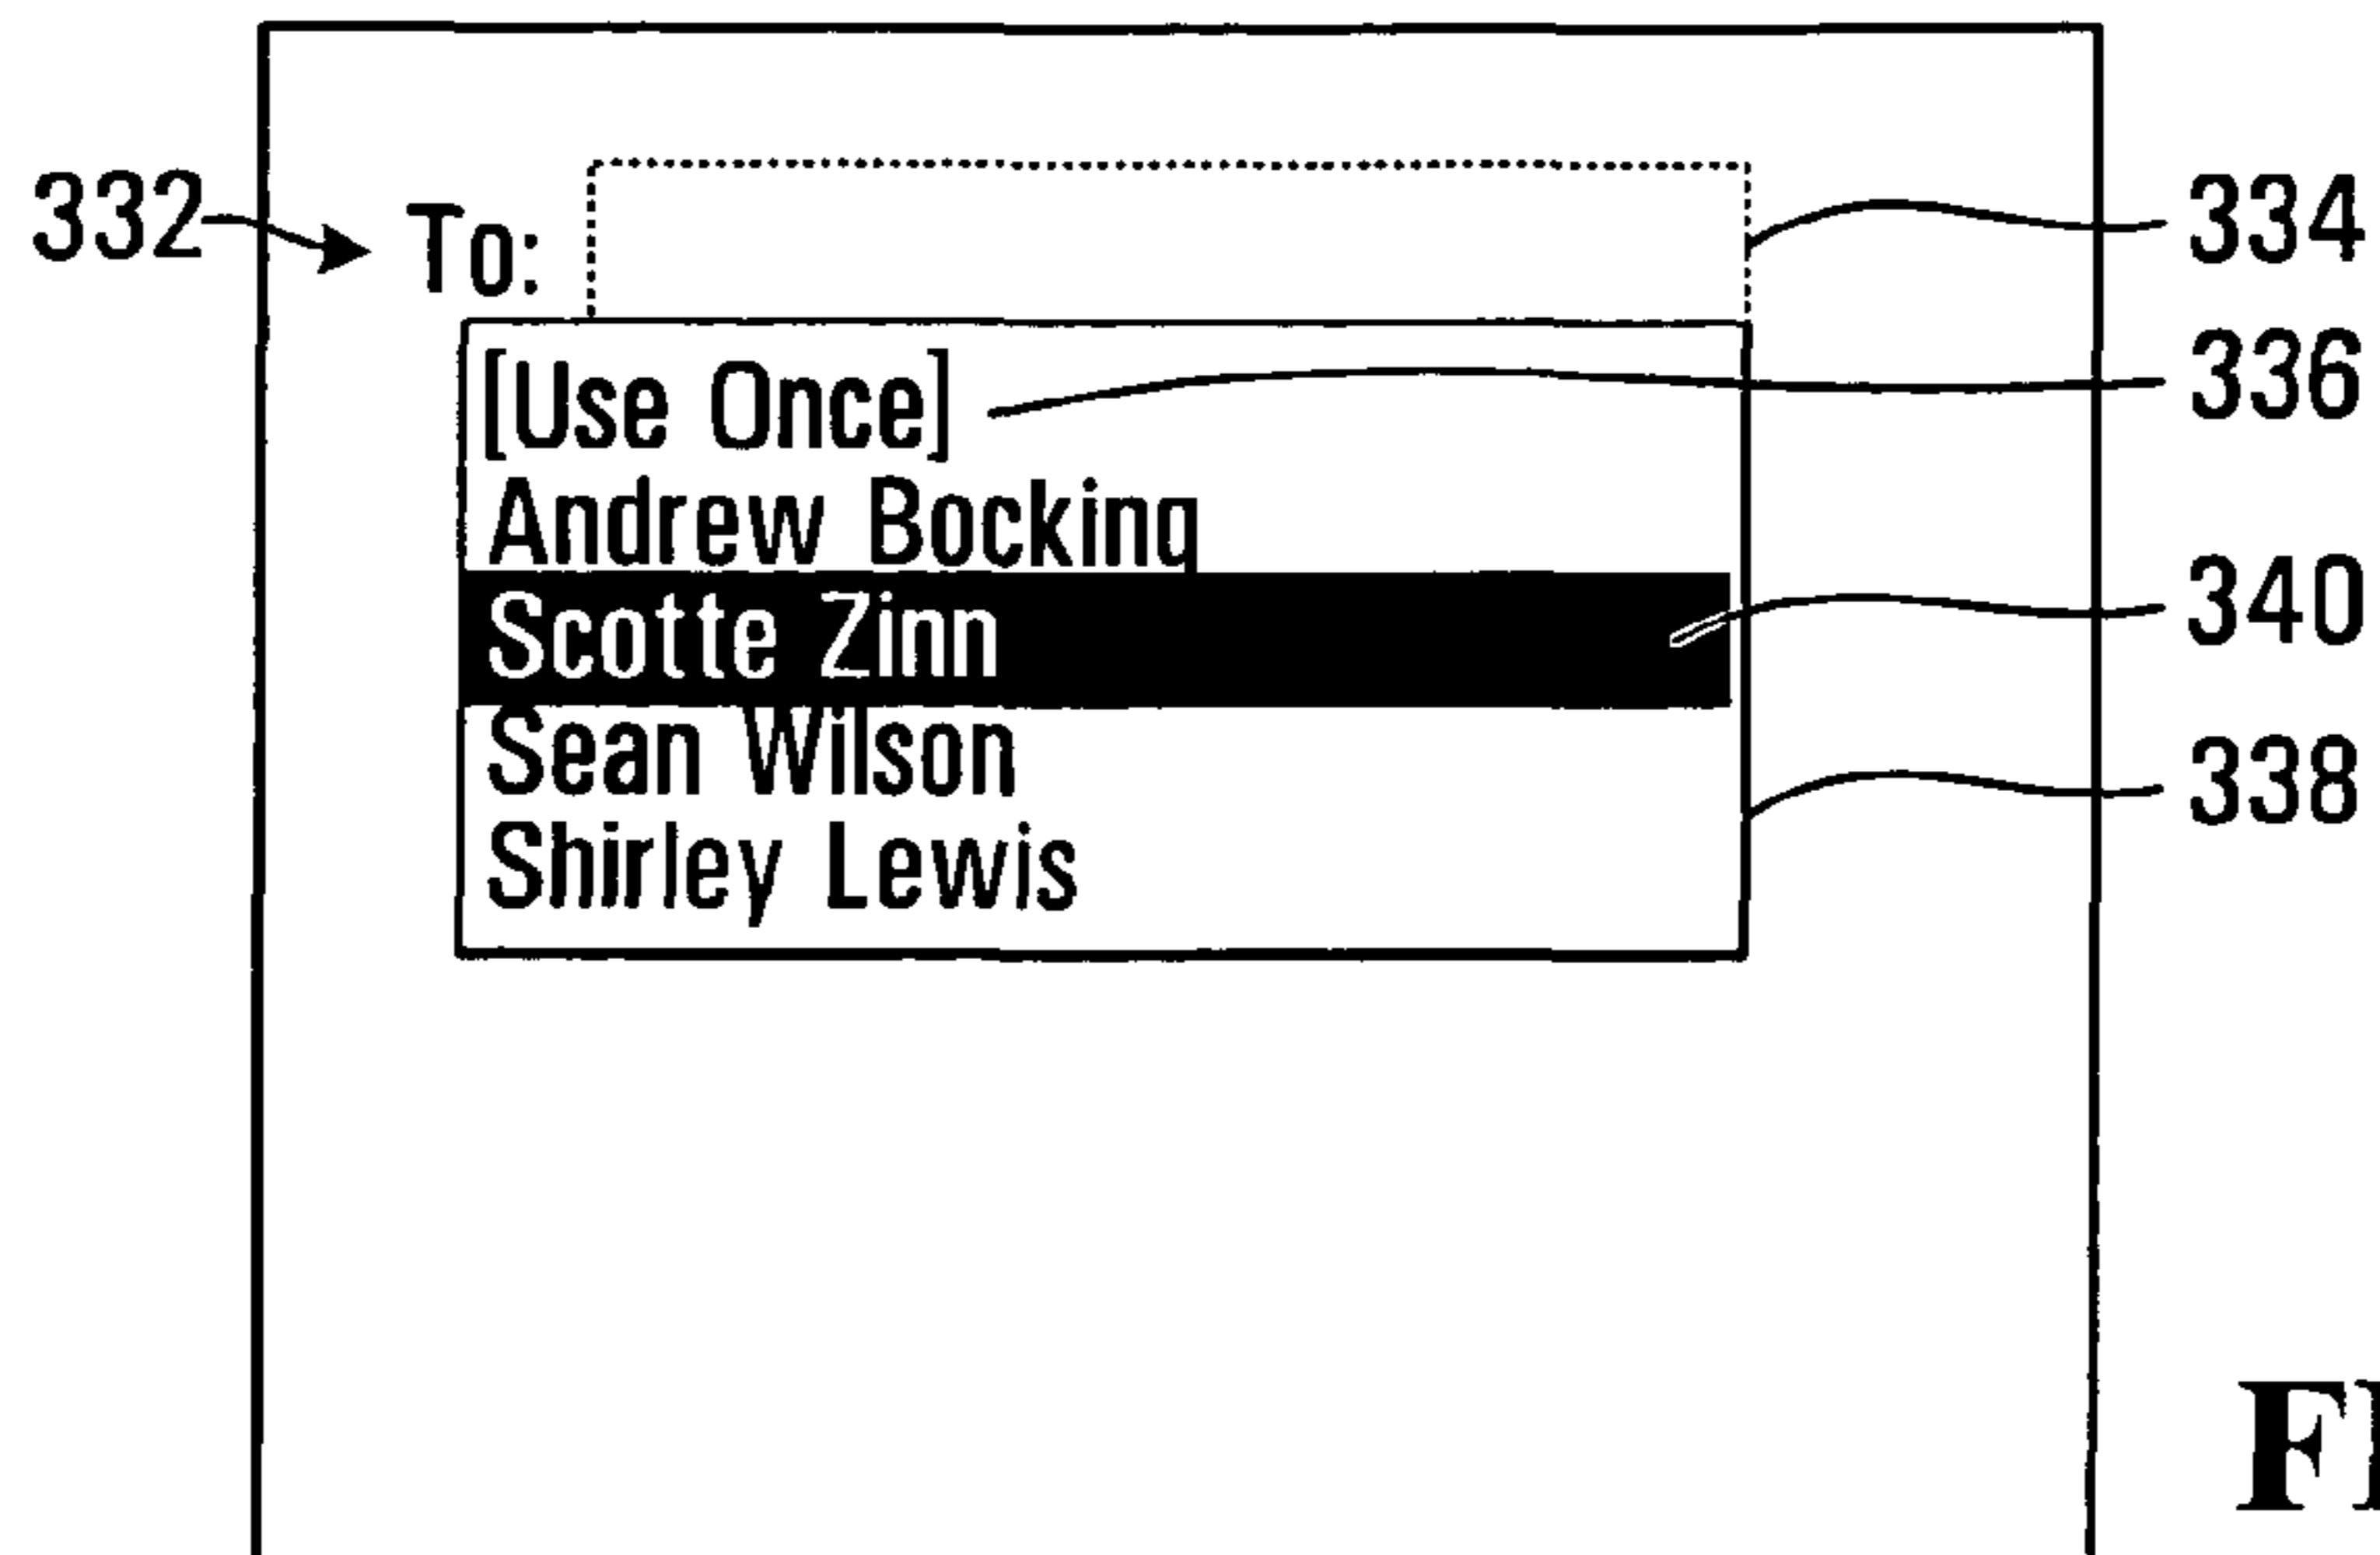 332 To: 334
[Use Once] 336
Andrew Bocking
Scotte Zinn 340
Sean Wilson 338
Shirley Lewis